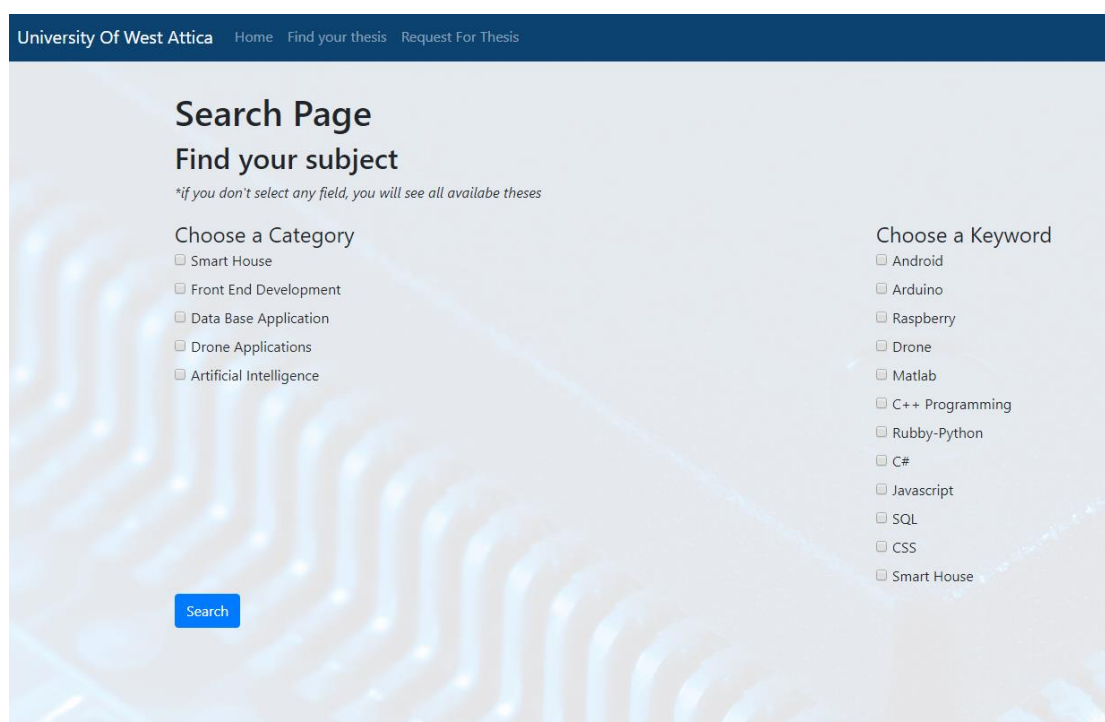 University Of West Attica Home Find your thesis Request For Thesis
Search Page
Find your subject
*if you don't select any field, you will see all availabe theses
Choose a Category
Smart House
Front End Development
Data Base Application
Drone Applications
Artificial Intelligence
Choose a Keyword
Android
Arduino
Raspberry
Drone
Matlab
C++ Programming
Rubby-Python
C#
Javascript
SQL
CSS
Smart House
Search